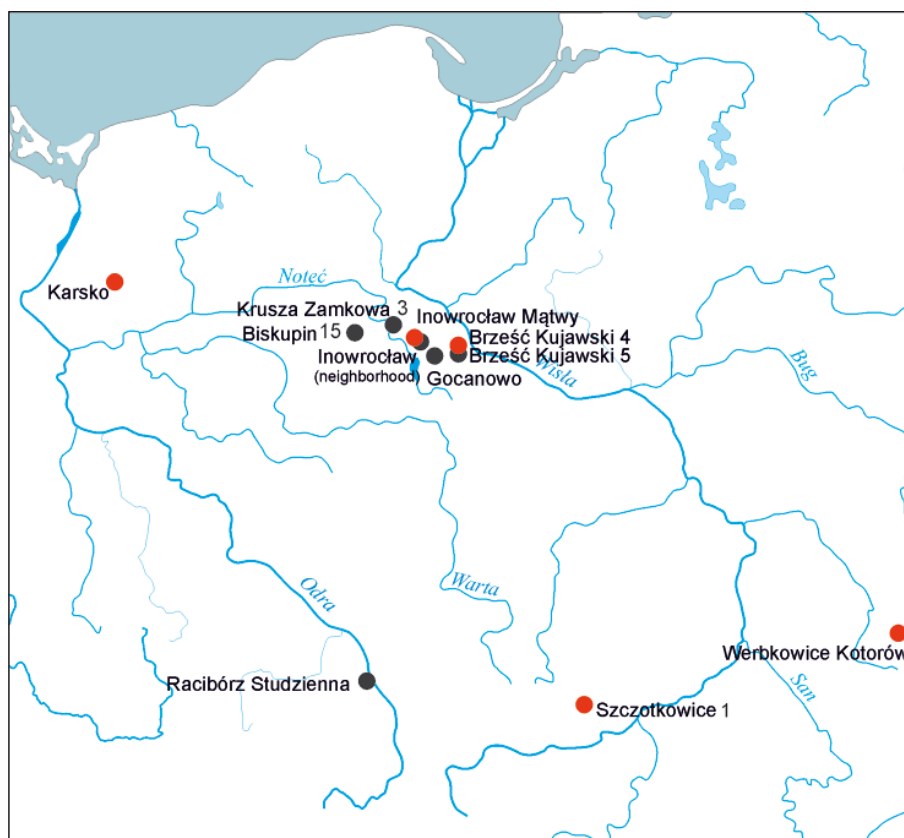 Noteć
Karsko
Krusza Zamkowa 3
Inowrocław Mątwy
Biskupin 15
Brześć Kujawski 4
Inowrocław
Brześć Kujawski 5
(neighborhood)
Gocanowo
Wisła
Bug
Odra
Warta
Werbkowice Kotorów
Racibórz Studzienna
San
Szczotkowice 1